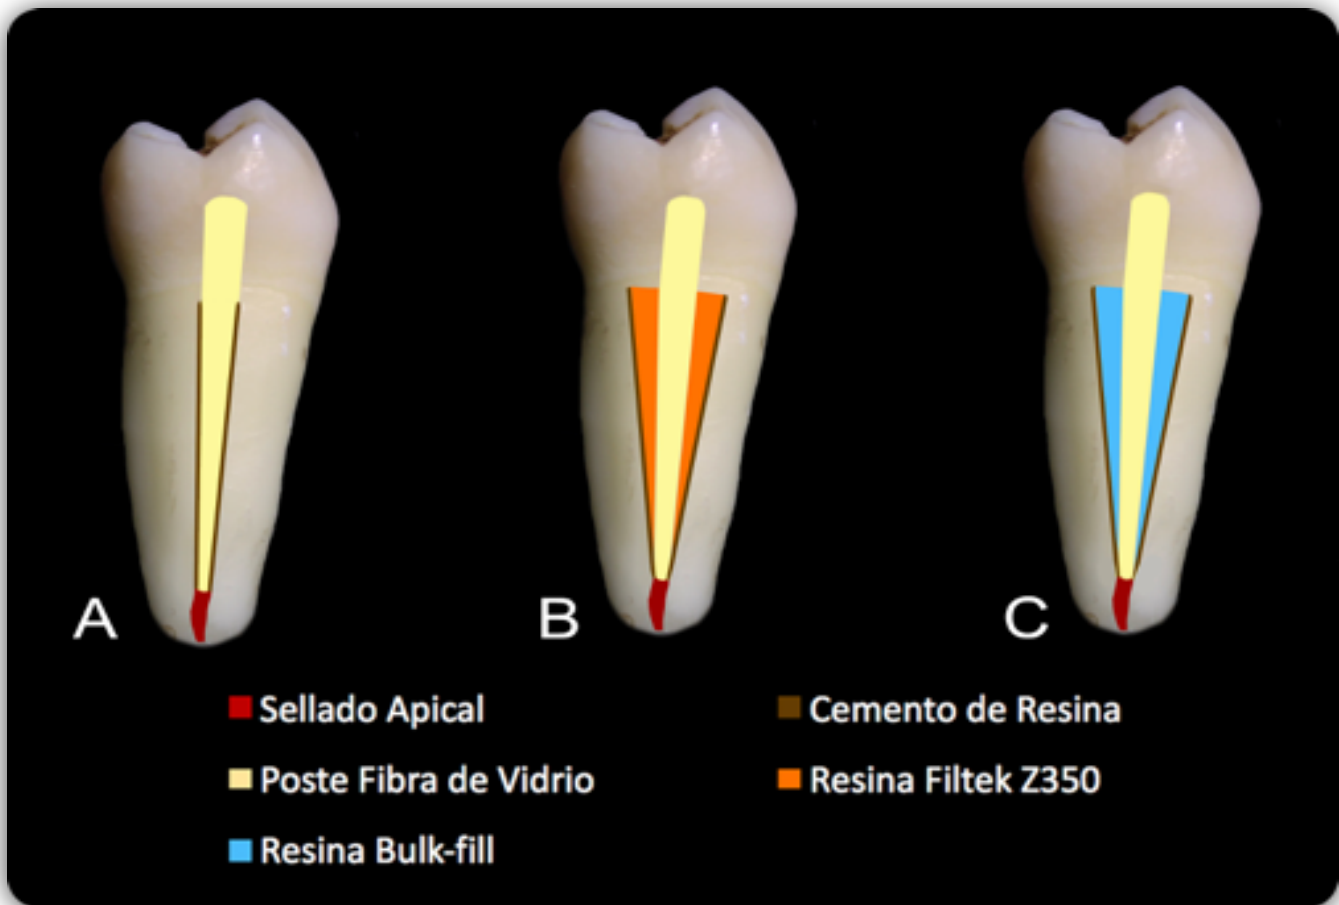 A
B
C
Sellado Apical
Cemento de Resina
Poste Fibra de Vidrio
Resina Filtek Z350
Resina Bulk-fill